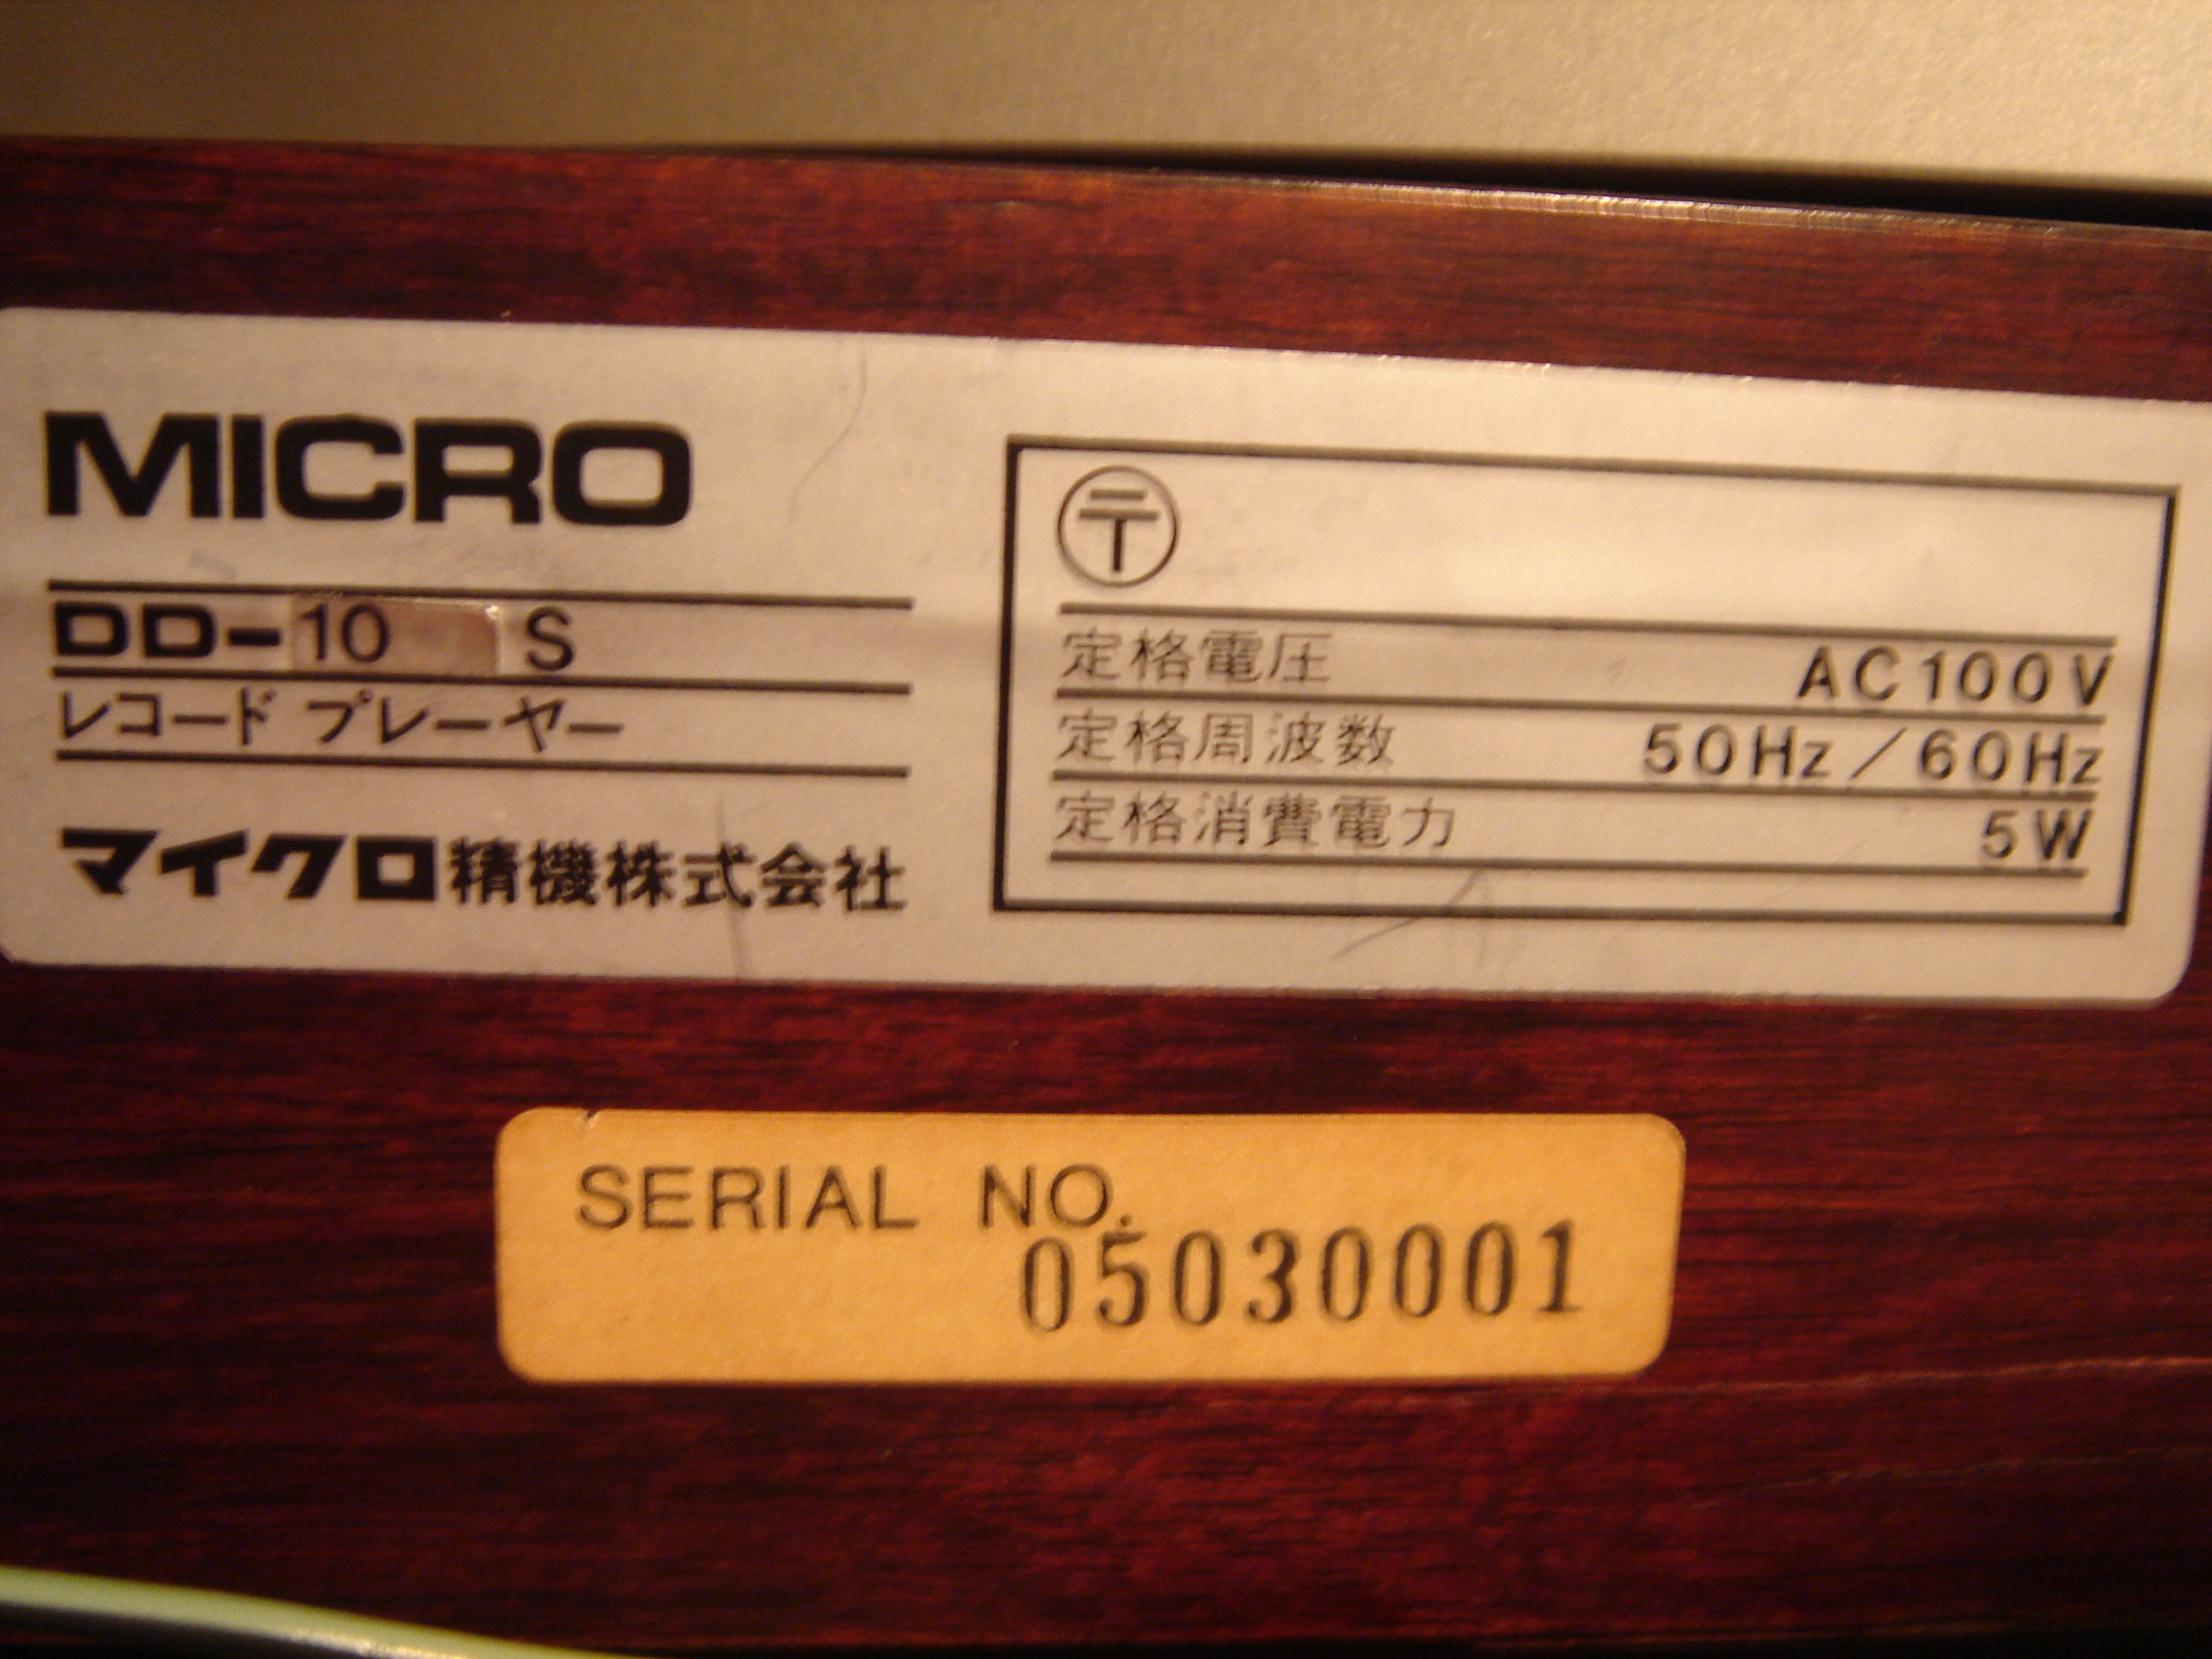 MICRO
DD-10 S
レコード プレーヤー
マイクロ精機株式会社
〒
定格電圧 AC100V
定格周波数 50Hz/60Hz
定格消費電力 5W
SERIAL NO.
05030001